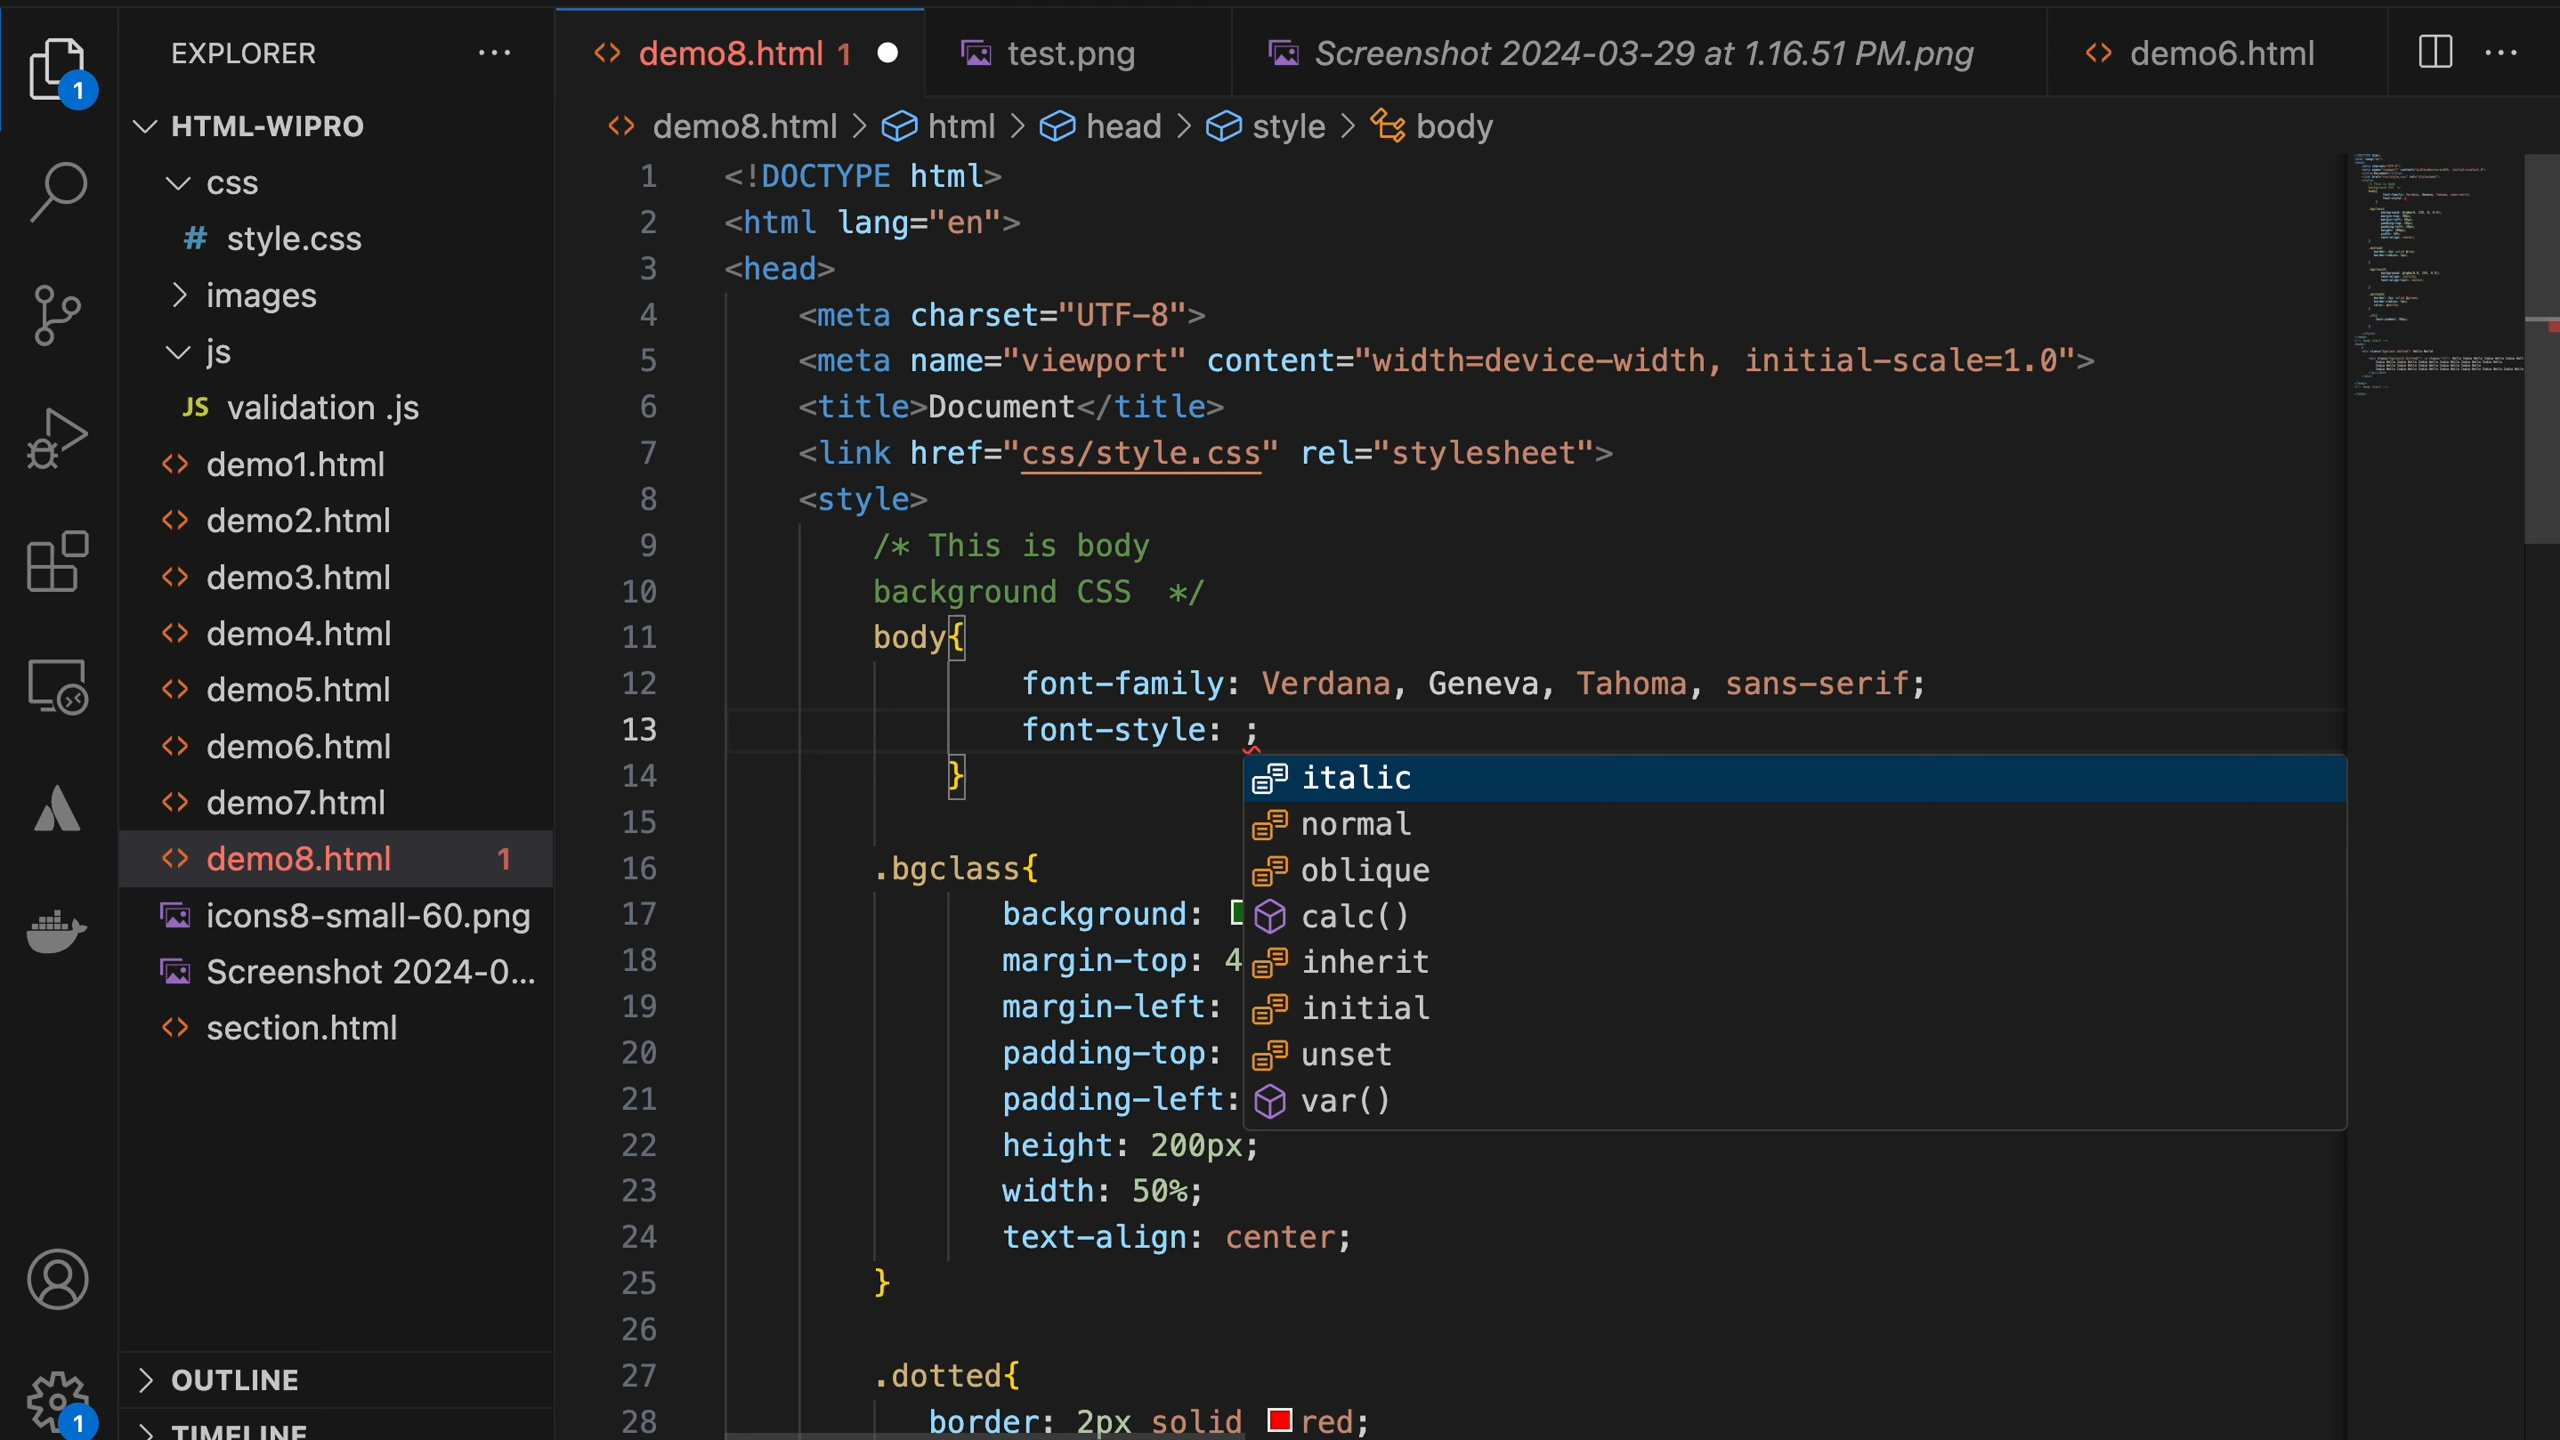 EXPLORER ...
1
HTML-WIPRO
css
# style.css
images
js
JS validation .js
demo1.html
demo2.html
demo3.html
demo4.html
demo5.html
demo6.html
demo7.html
demo8.html 1
icons8-small-60.png
Screenshot 2024-0...
section.html
OUTLINE
TIMELINE
1
demo8.html 1
test.png
Screenshot 2024-03-29 at 1.16.51 PM.png
demo6.html
demo8.html > html > head > style > body
1 <!DOCTYPE html>
2 <html lang="en">
3 <head>
4 <meta charset="UTF-8">
5 <meta name="viewport" content="width=device-width, initial-scale=1.0">
6 <title>Document</title>
7 <link href="css/style.css" rel="stylesheet">
8 <style>
9 /* This is body
10 background CSS  */
11 body{
12 font-family: Verdana, Geneva, Tahoma, sans-serif;
13 font-style: ;
14 }
15
16 .bgclass{
17 background:
18 margin-top: 4
19 margin-left:
20 padding-top:
21 padding-left:
22 height: 200px;
23 width: 50%;
24 text-align: center;
25 }
26
27 .dotted{
28 border: 2px solid red;
italic
normal
oblique
calc()
inherit
initial
unset
var()